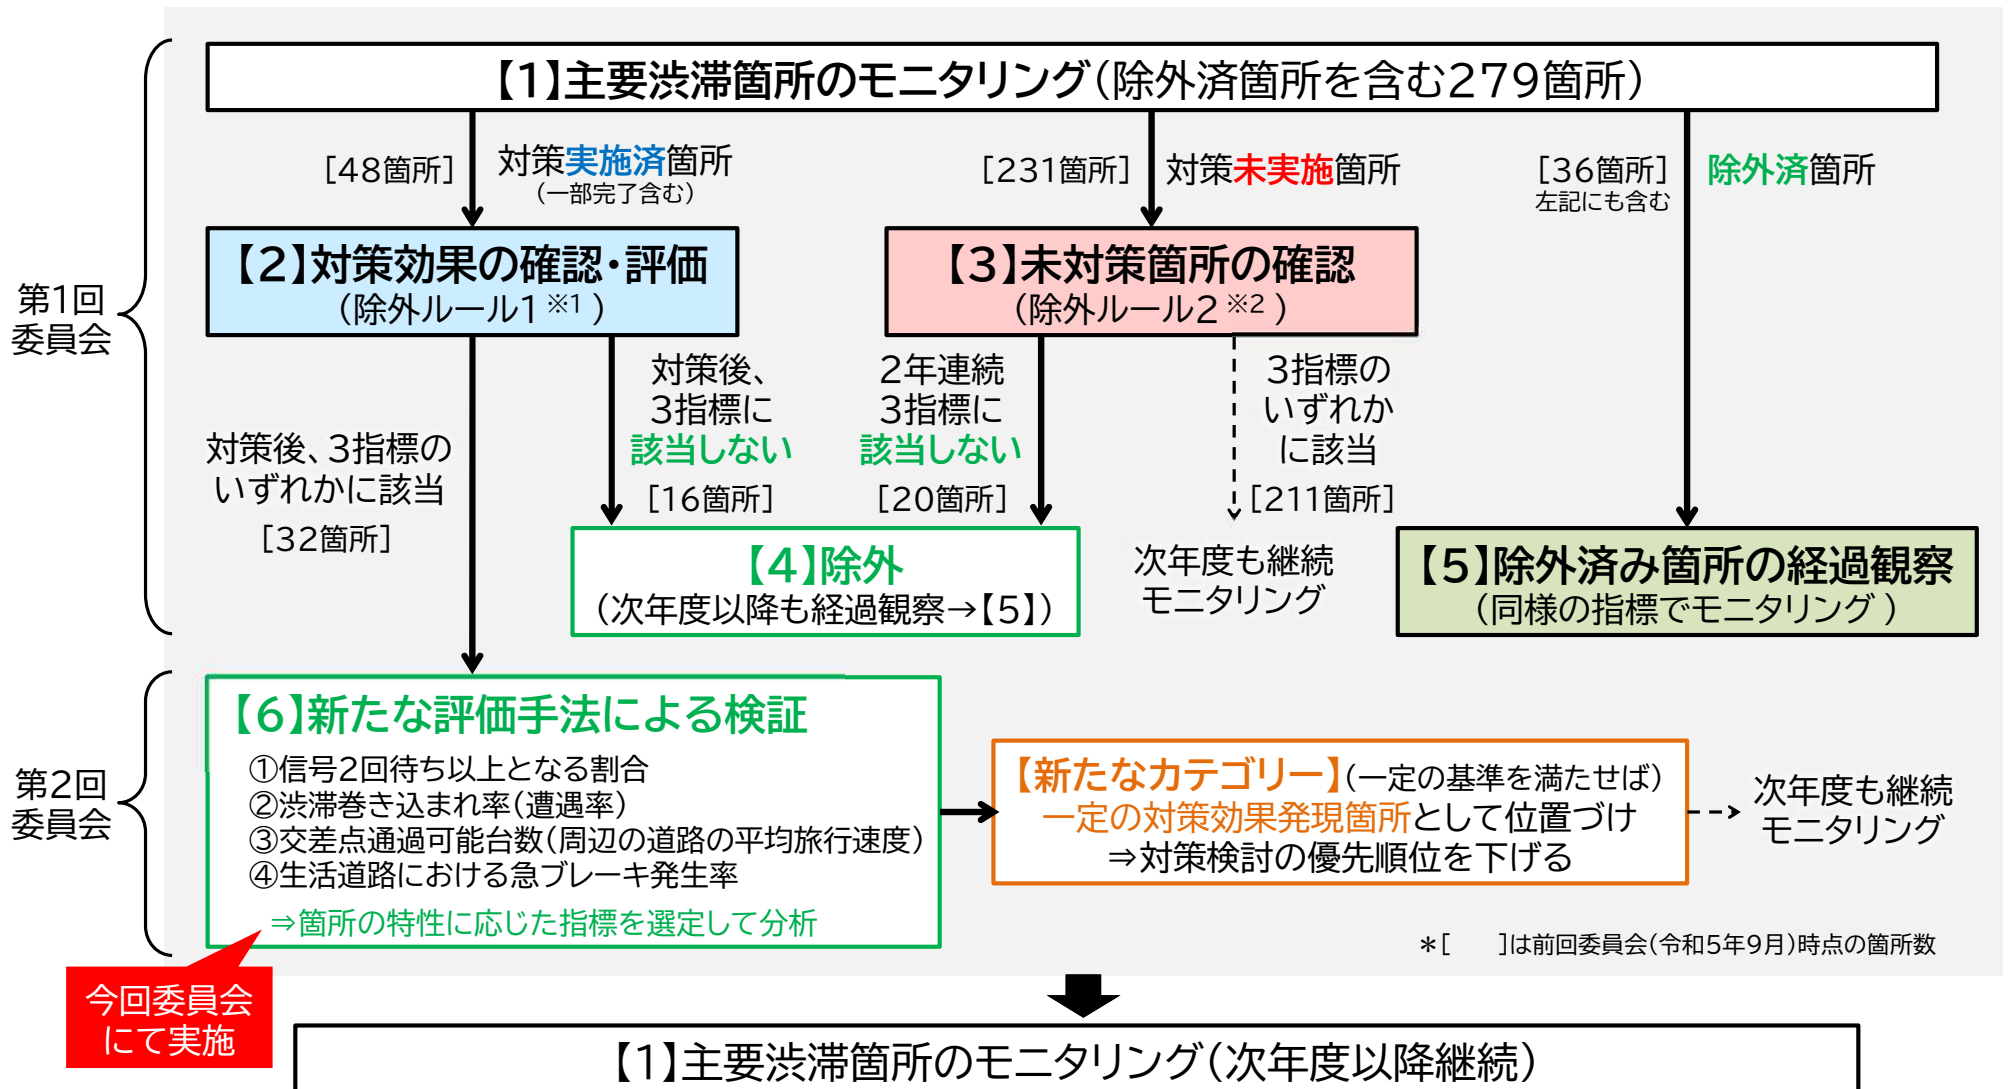 【1】主要渋滞箇所のモニタリング(除外済箇所を含む279箇所)
[48箇所]
対策実施済箇所
(一部完了含む)
[231箇所]
対策未実施箇所
[36箇所]
左記にも含む
除外済箇所
第1回
委員会
【2】対策効果の確認・評価
(除外ルール1※1)
【3】未対策箇所の確認
(除外ルール2※2)
対策後、3指標の
いずれかに該当
[32箇所]
対策後、
3指標に
該当しない
[16箇所]
2年連続
3指標に
該当しない
[20箇所]
3指標の
いずれか
に該当
[211箇所]
【4】除外
(次年度以降も経過観察→【5】)
次年度も継続
モニタリング
【5】除外済み箇所の経過観察
(同様の指標でモニタリング)
第2回
委員会
【6】新たな評価手法による検証
①信号2回待ち以上となる割合
②渋滞巻き込まれ率(遭遇率)
③交差点通過可能台数(周辺の道路の平均旅行速度)
④生活道路における急ブレーキ発生率
⇒箇所の特性に応じた指標を選定して分析
【新たなカテゴリー】(一定の基準を満たせば)
一定の対策効果発現箇所として位置づけ
⇒対策検討の優先順位を下げる
次年度も継続
モニタリング
*[ ]は前回委員会(令和5年9月)時点の箇所数
今回委員会
にて実施
【1】主要渋滞箇所のモニタリング(次年度以降継続)